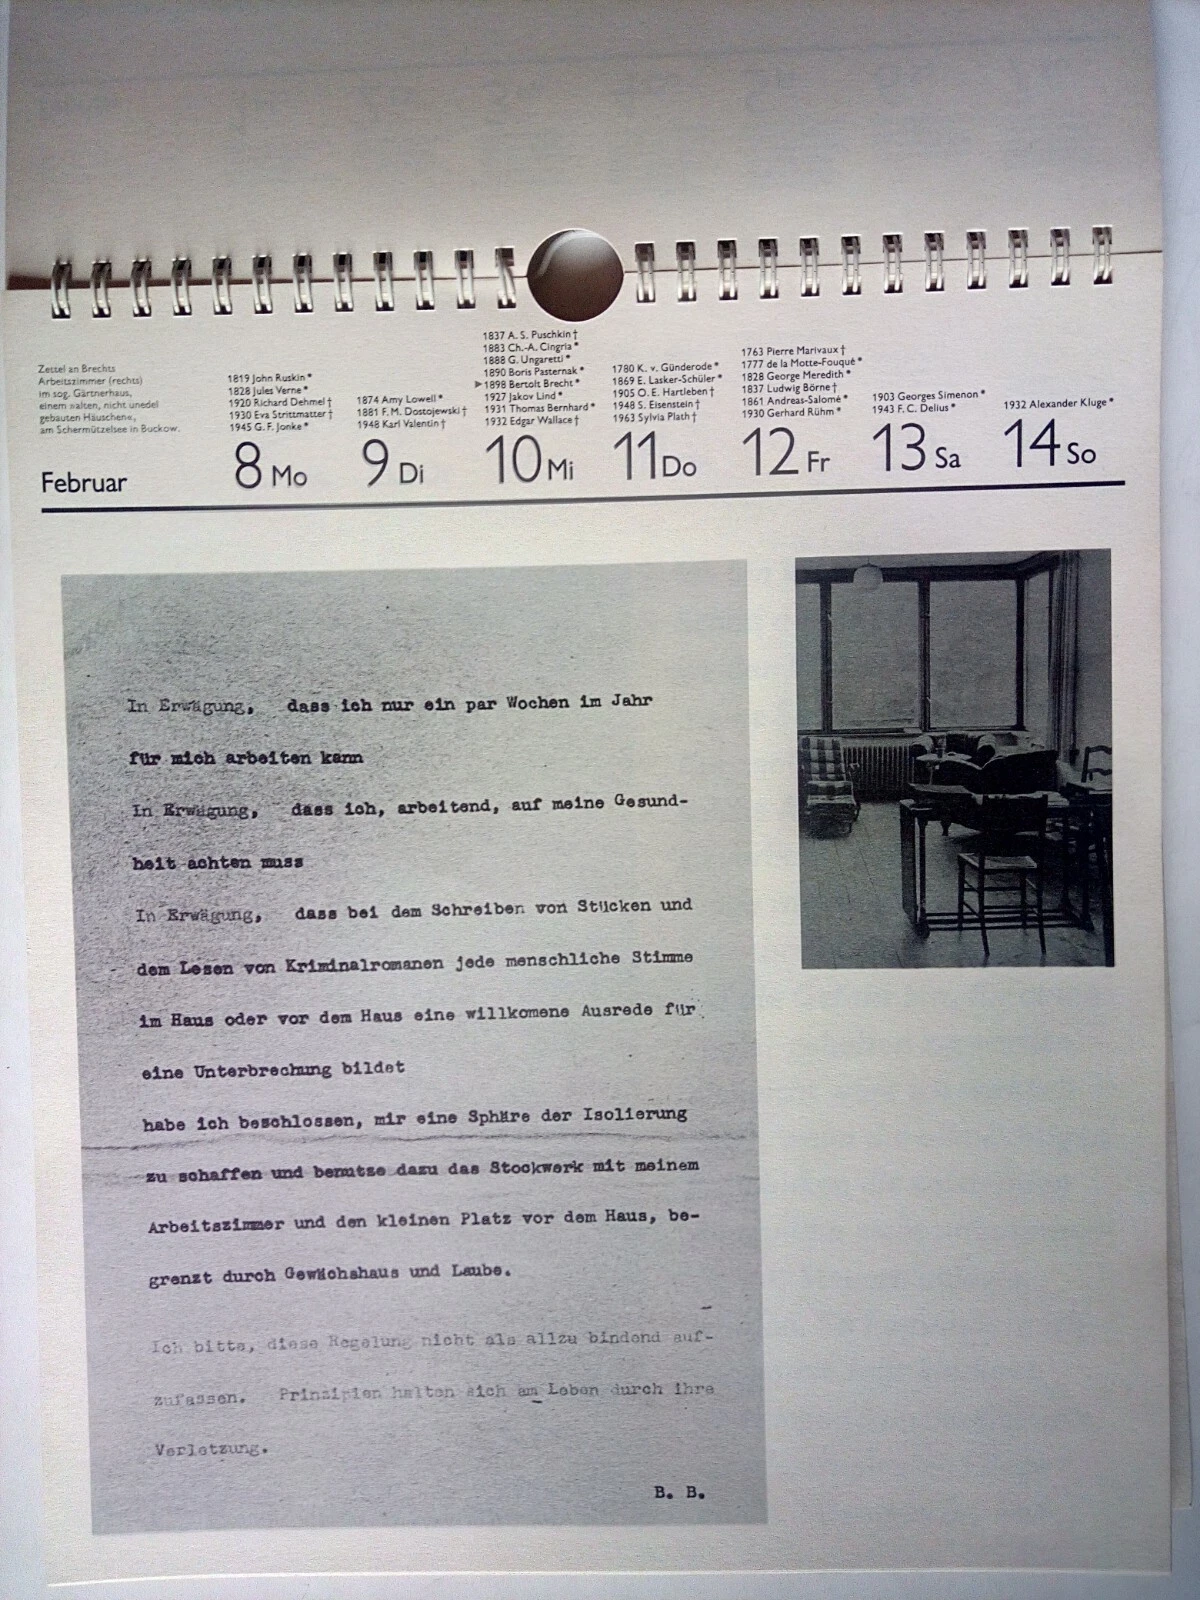 Zettel an Brechts
Arbeitszimmer (rechts)
im sog. Gärtnerhaus,
einem »alten, nicht unedel
gebauten Häuschen«,
am Schermützelsee in Buckow.
Februar
1819 John Ruskin*
1828 Jules Verne*
1920 Richard Dehmel†
1930 Eva Strittmatter†
1945 G. F. Jonke*
8 Mo
1874 Amy Lowell*
1881 F. M. Dostojewski†
1948 Karl Valentin†
9 Di
1837 A. S. Puschkin†
1883 Ch.-A. Cingria*
1888 G. Ungaretti*
1890 Boris Pasternak*
▸1898 Bertolt Brecht*
1927 Jakov Lind*
1931 Thomas Bernhard*
1932 Edgar Wallace†
10 Mi
1780 K. v. Günderode*
1869 E. Lasker-Schüler*
1905 O. E. Hartleben†
1948 S. Eisenstein†
1963 Sylvia Plath†
11 Do
1763 Pierre Marivaux†
1777 de la Motte-Fouqué*
1828 George Meredith*
1837 Ludwig Börne†
1861 Andreas-Salomé*
1930 Gerhard Rühm*
12 Fr
1903 Georges Simenon*
1943 F. C. Delius*
13 Sa
1932 Alexander Kluge*
14 So
In Erwägung, dass ich nur ein par Wochen im Jahr
für mich arbeiten kann
In Erwägung, dass ich, arbeitend, auf meine Gesund-
heit achten muss
In Erwägung, dass bei dem Schreiben von Stücken und
dem Lesen von Kriminalromanen jede menschliche Stimme
im Haus oder vor dem Haus eine willkomene Ausrede für
eine Unterbrechung bildet
habe ich beschlossen, mir eine Sphäre der Isolierung
zu schaffen und benutze dazu das Stockwerk mit meinem
Arbeitszimmer und den kleinen Platz vor dem Haus, be-
grenzt durch Gewächshaus und Laube.
Ich bitte, diese Regelung nicht als allzu bindend auf-
zufassen. Prinzipien halten sich am Leben durch ihre
Verletzung.
B. B.